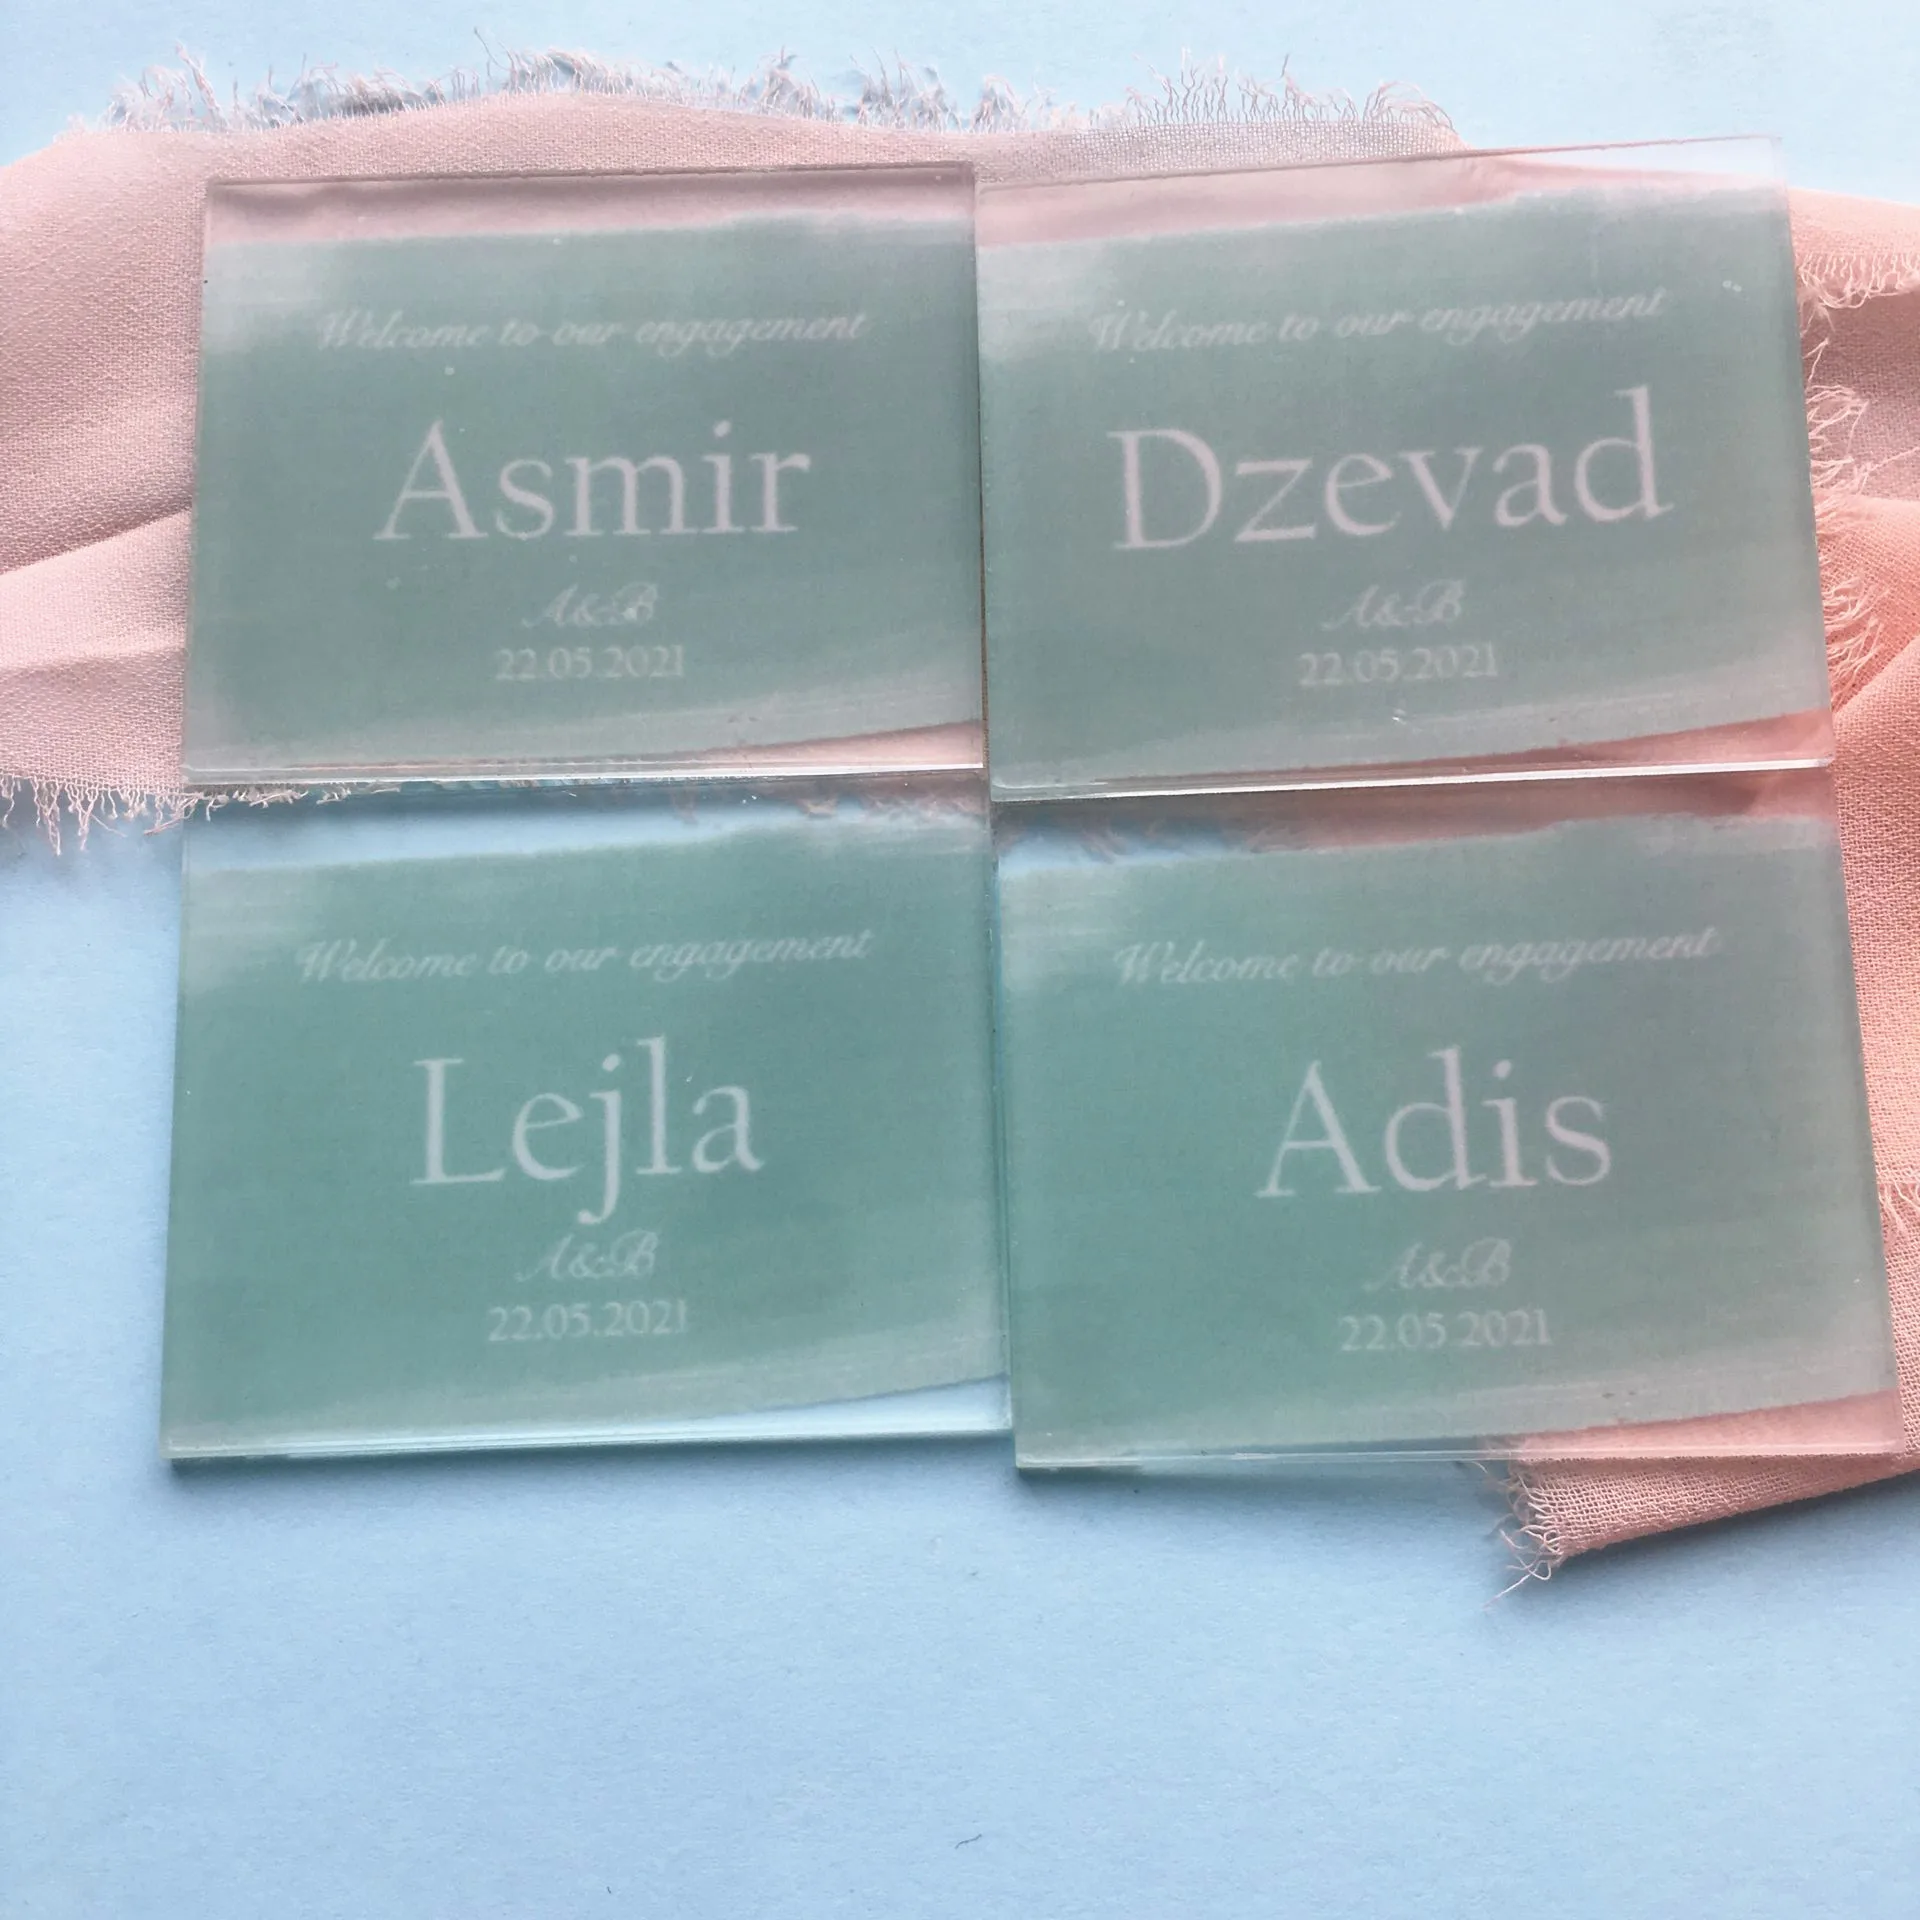 Welcome to our engagement
Asmir
A&B
22.05.2021
Welcome to our engagement
Dzevad
A&B
22.05.2021
Welcome to our engagement
Lejla
A&B
22.05.2021
Welcome to our engagement
Adis
A&B
22.05.2021